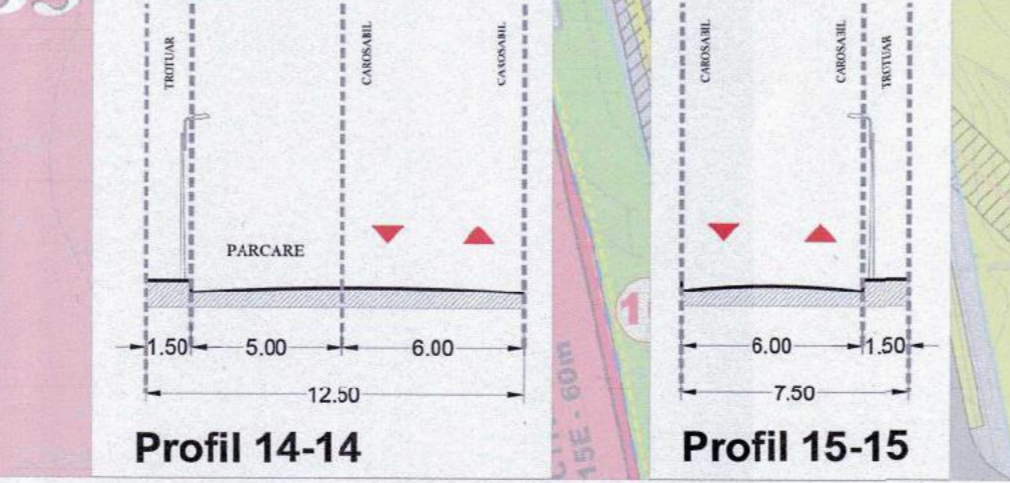 TROTUAR
CAROSABIL
CAROSABIL
PARCARE
1.50 5.00 6.00
12.50
Profil 14-14
CAROSABIL
CAROSABIL
TROTUAR
6.00 1.50
7.50
Profil 15-15
15E - 60m